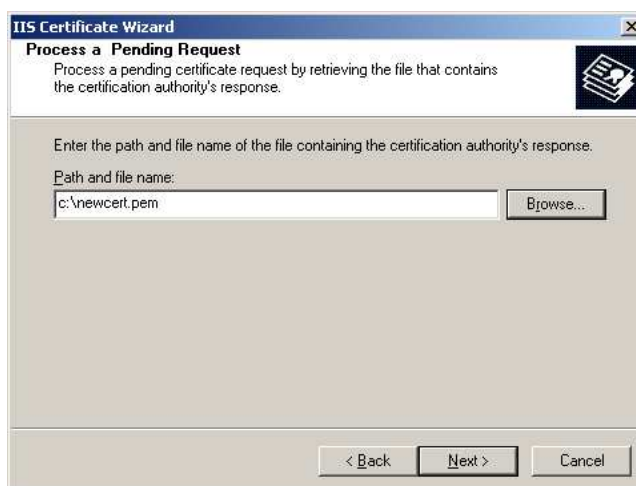 IIS Certificate Wizard
Process a Pending Request
Process a pending certificate request by retrieving the file that contains
the certification authority's response.
Enter the path and file name of the file containing the certification authority's response.
Path and file name:
c:\newcert.pem
Browse...
< Back
Next >
Cancel